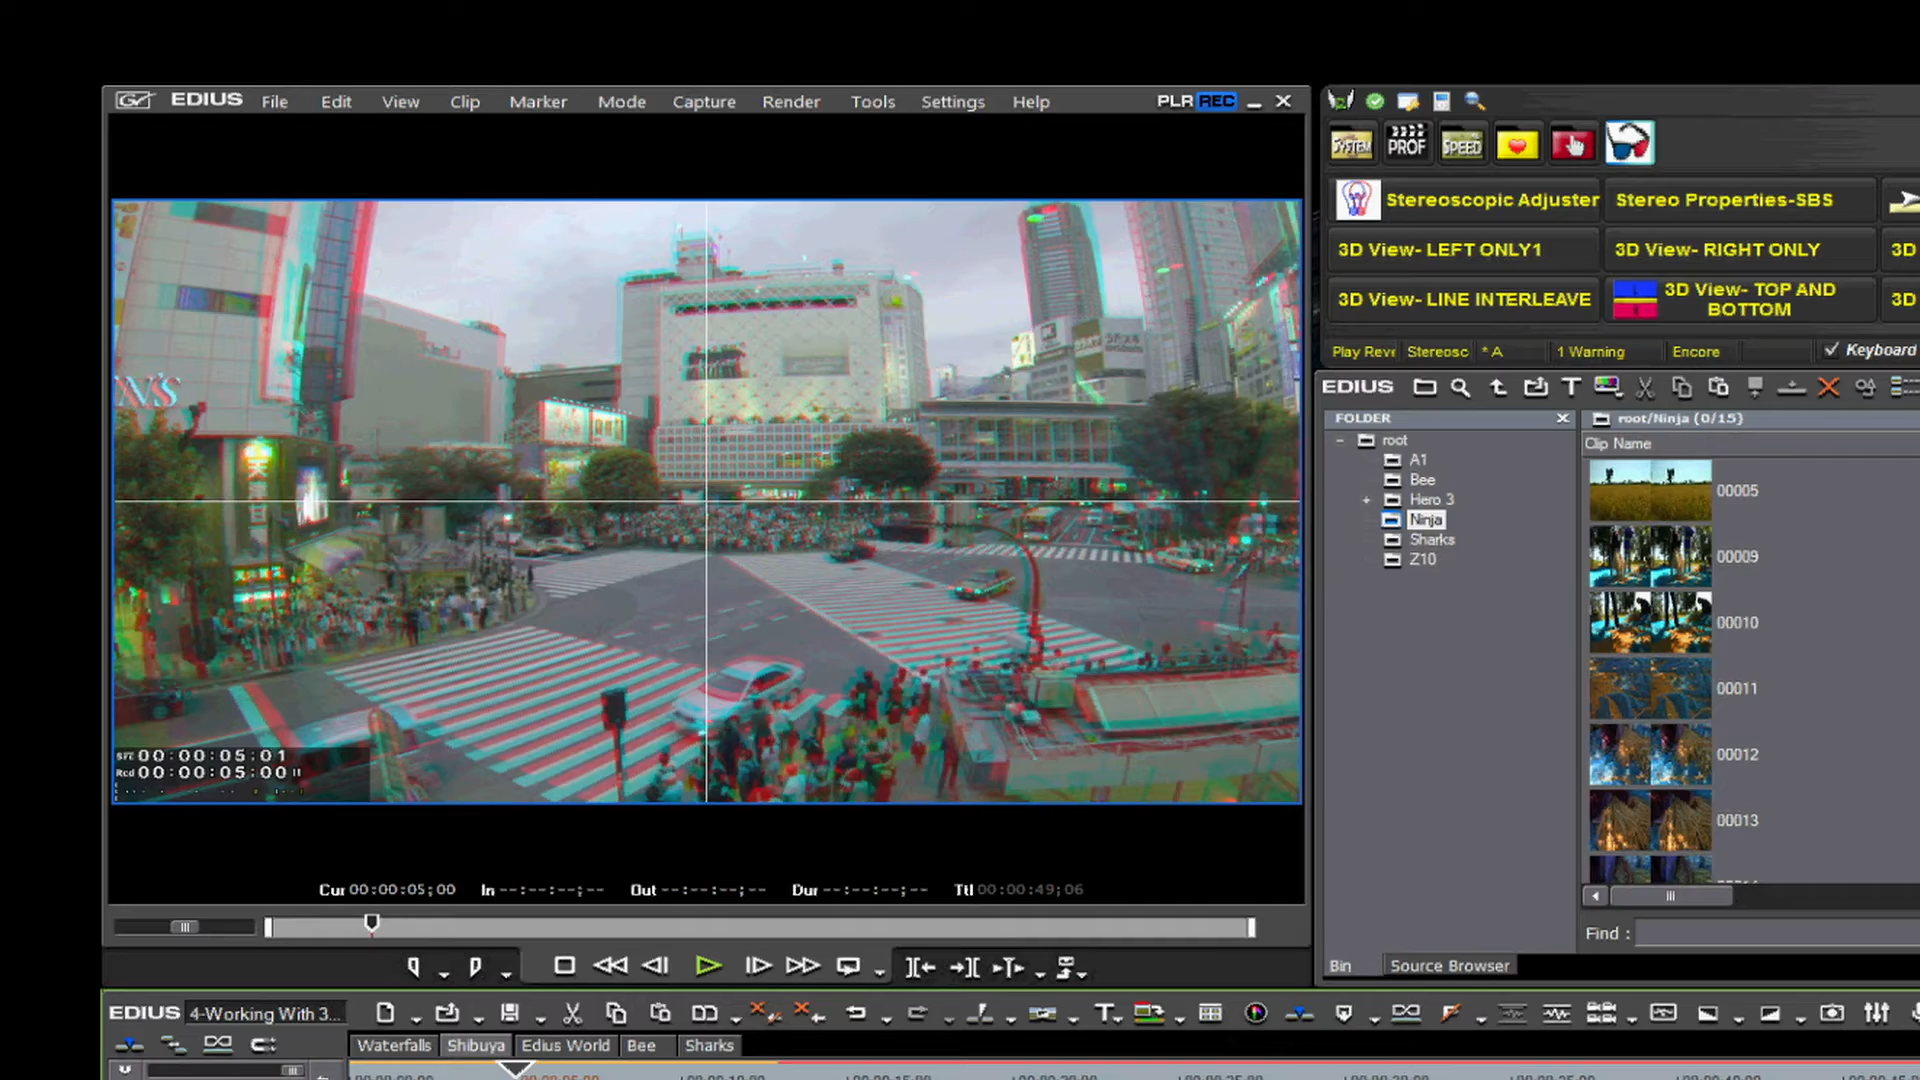 EDIUS File Edit View Clip Marker Mode Capture Render Tools Settings Help PLR REC
SYSTEM PROF SPEED
Stereoscopic Adjuster Stereo Properties-SBS
3D View- LEFT ONLY1 3D View- RIGHT ONLY 3D
3D View- LINE INTERLEAVE 3D View- TOP AND BOTTOM 3D
Play Reve Stereosc * A 1 Warning Encore Keyboard
EDIUS
FOLDER root/Ninja (0/15)
root Clip Name
A1
Bee
Hero 3
Ninja
Sharks
Z10
00005
00009
00010
00011
00012
00013
00:00:05:01
Rcd 00:00:05:00
Cur 00:00:05;00 In --:--:--;-- Out --:--:--;-- Dur --:--:--;-- Ttl 00:00:49;06
Find :
Bin Source Browser
EDIUS 4-Working With 3...
Waterfalls Shibuya Edius World Bee Sharks